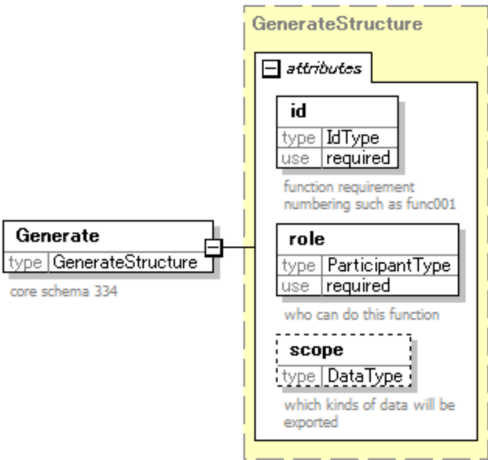 GenerateStructure
attributes
id
type IdType
use required
function requirement
numbering such as func001
Generate
type GenerateStructure
core schema 334
role
type ParticipantType
use required
who can do this function
scope
type DataType
which kinds of data will be
exported